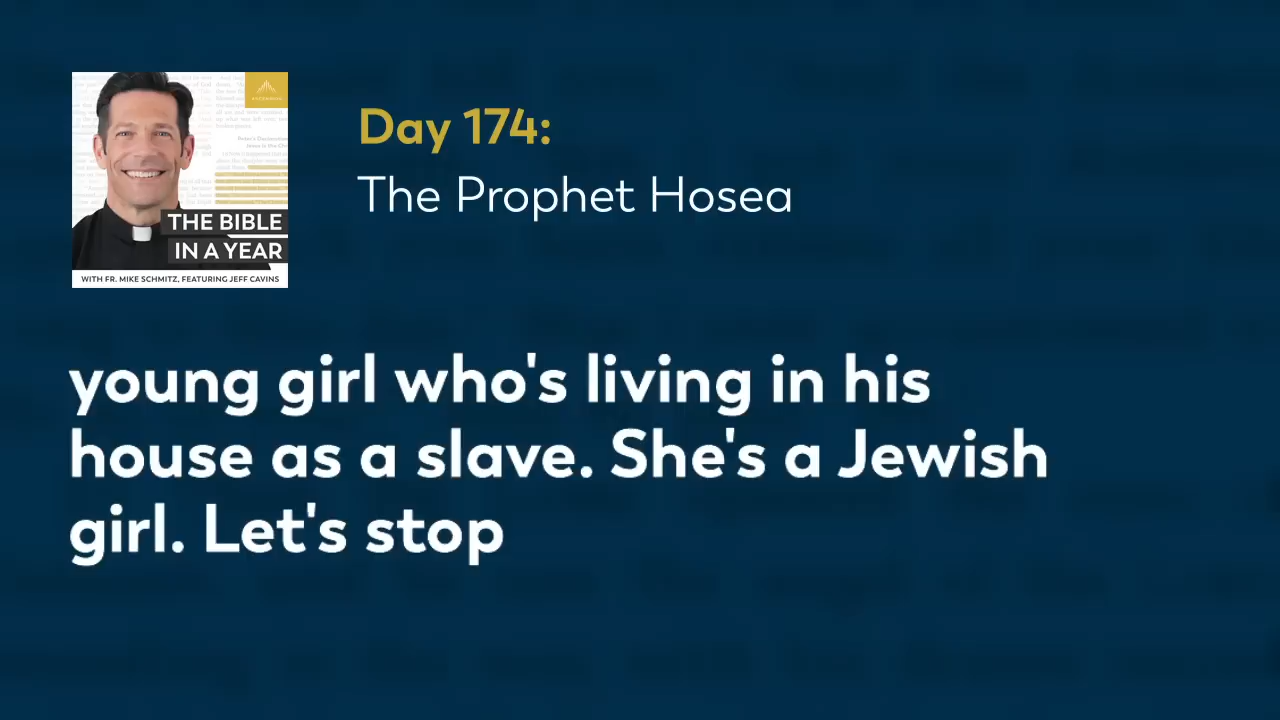 Day 174:
The Prophet Hosea
THE BIBLE
IN A YEAR
WITH FR. MIKE SCHMITZ, FEATURING JEFF CAVINS
young girl who's living in his
house as a slave. She's a Jewish
girl. Let's stop